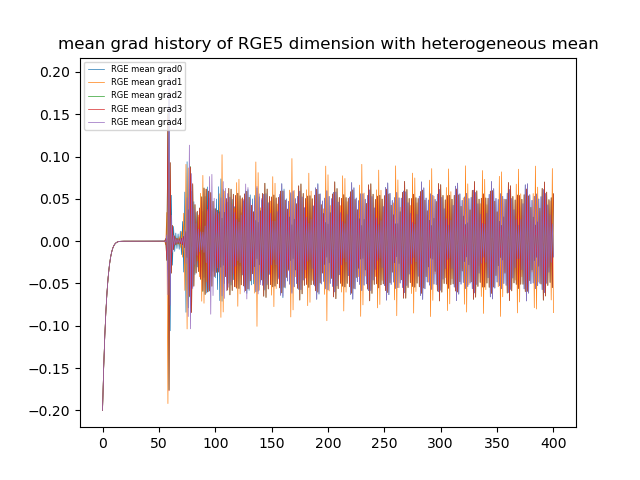 mean grad history of RGE5 dimension with heterogeneous mean
RGE mean grad0
RGE mean grad1
RGE mean grad2
RGE mean grad3
RGE mean grad4
0.20
0.15
0.10
0.05
0.00
−0.05
−0.10
−0.15
−0.20
0 50 100 150 200 250 300 350 400